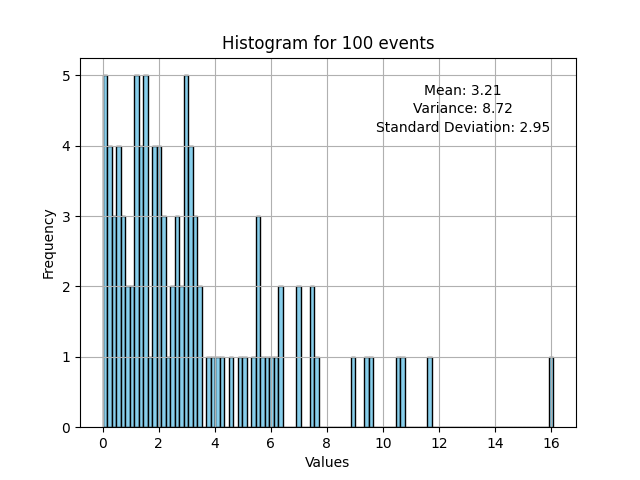 Histogram for 100 events
Mean: 3.21
Variance: 8.72
Standard Deviation: 2.95
Frequency
5
4
3
2
1
0
0 2 4 6 8 10 12 14 16
Values